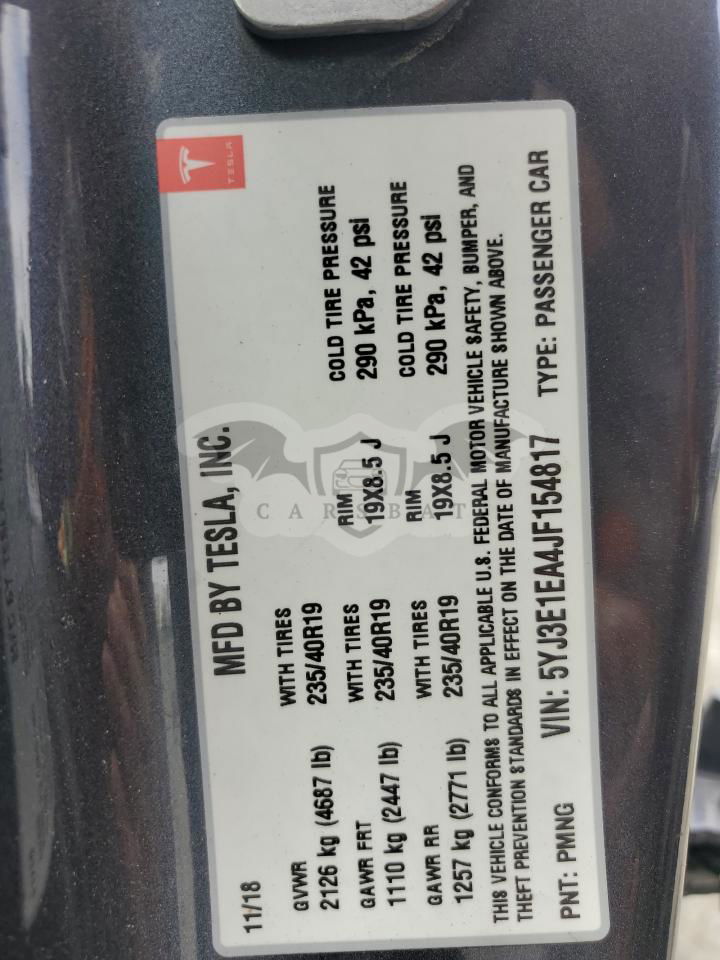 TESLA
MFD BY TESLA, INC.
11/18
GVWR
2126 kg (4687 lb)
WITH TIRES
235/40R19
GAWR FRT
1110 kg (2447 lb)
WITH TIRES
235/40R19
RIM
19X8.5 J
COLD TIRE PRESSURE
290 kPa, 42 psi
GAWR RR
1257 kg (2771 lb)
WITH TIRES
235/40R19
RIM
19X8.5 J
COLD TIRE PRESSURE
290 kPa, 42 psi
THIS VEHICLE CONFORMS TO ALL APPLICABLE U.S. FEDERAL MOTOR VEHICLE SAFETY, BUMPER, AND
THEFT PREVENTION STANDARDS IN EFFECT ON THE DATE OF MANUFACTURE SHOWN ABOVE.
PNT: PMNG VIN: 5YJ3E1EA4JF154817 TYPE: PASSENGER CAR
CARSBAT